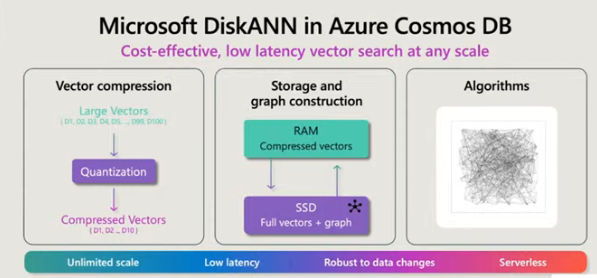 Microsoft DiskANN in Azure Cosmos DB
Cost-effective, low latency vector search at any scale
Vector compression
Large Vectors
( D1, D2, D3, D4, D5, ..., D99, D100 )
Quantization
Compressed Vectors
( D1, D2 .., D10 )
Storage and
graph construction
RAM
Compressed vectors
SSD
Full vectors + graph
Algorithms
Unlimited scale
Low latency
Robust to data changes
Serverless